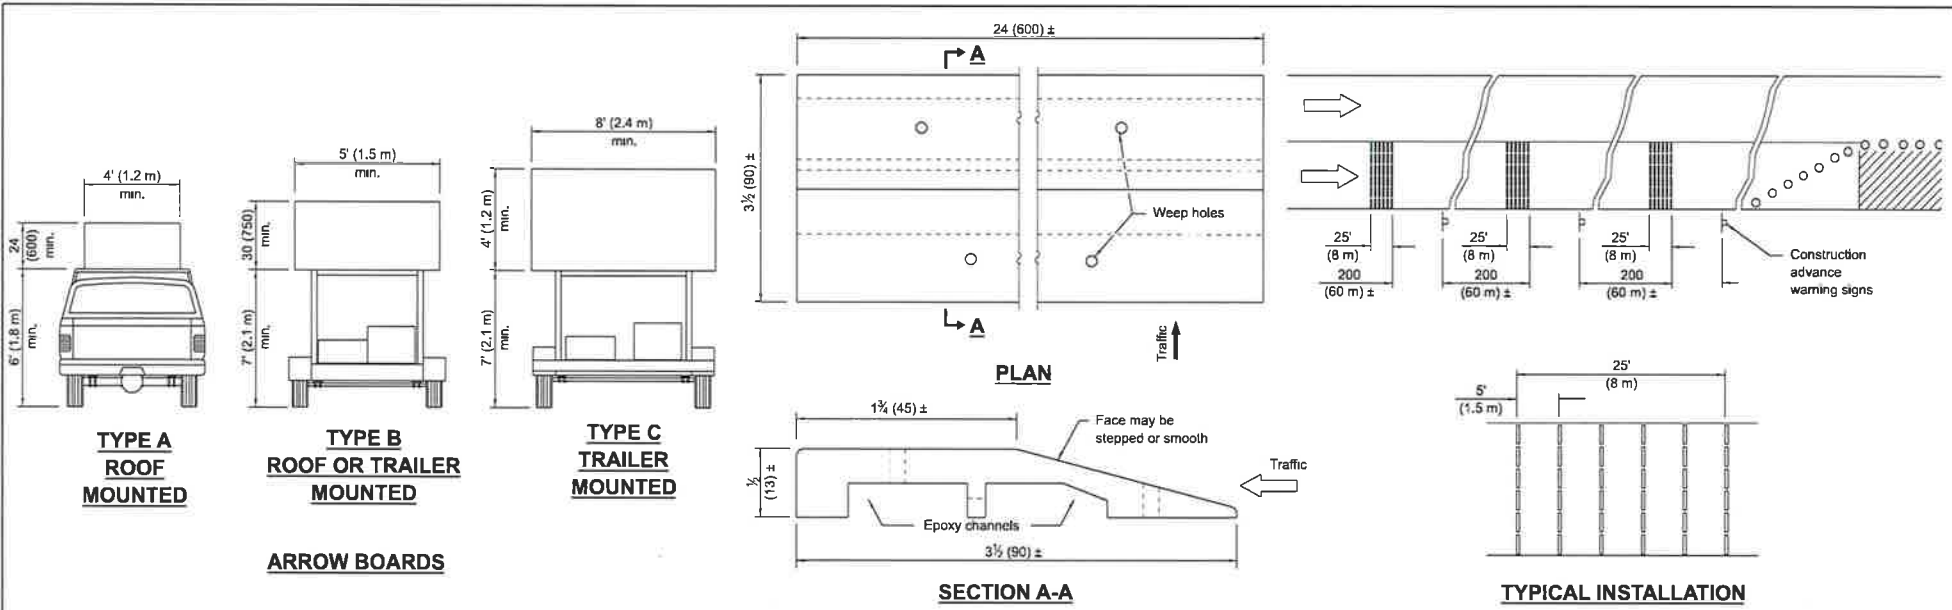 4' (1.2 m)
min.
24
(600)
min.
6' (1.8 m)
min.
TYPE A
ROOF
MOUNTED
5' (1.5 m)
min.
30 (750)
min.
7' (2.1 m)
min.
TYPE B
ROOF OR TRAILER
MOUNTED
8' (2.4 m)
min.
4' (1.2 m)
min.
7' (2.1 m)
min.
TYPE C
TRAILER
MOUNTED
ARROW BOARDS
24 (600) ±
A
3½ (90) ±
Weep holes
A
Traffic
PLAN
1¾ (45) ±
Face may be
stepped or smooth
½
(13) ±
Traffic
Epoxy channels
3½ (90) ±
SECTION A-A
25'
(8 m)
200
(60 m) ±
25'
(8 m)
200
(60 m) ±
25'
(8 m)
200
(60 m) ±
Construction
advance
warning signs
25'
(8 m)
5'
(1.5 m)
TYPICAL INSTALLATION